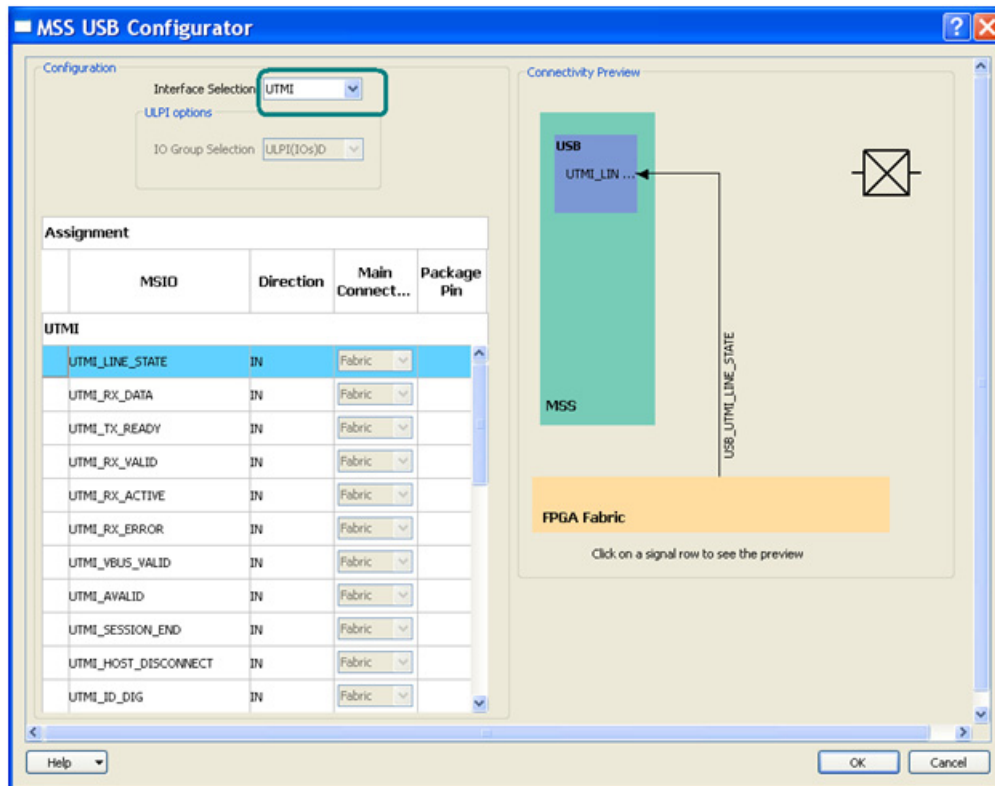 MSS USB Configurator
Configuration
Interface Selection UTMI
ULPI options
IO Group Selection ULPI(IOs)D
Assignment
MSIO Direction Main Connect... Package Pin
UTMI
UTMI_LINE_STATE IN Fabric
UTMI_RX_DATA IN Fabric
UTMI_TX_READY IN Fabric
UTMI_RX_VALID IN Fabric
UTMI_RX_ACTIVE IN Fabric
UTMI_RX_ERROR IN Fabric
UTMI_VBUS_VALID IN Fabric
UTMI_AVALID IN Fabric
UTMI_SESSION_END IN Fabric
UTMI_HOST_DISCONNECT IN Fabric
UTMI_ID_DIG IN Fabric
Connectivity Preview
USB
UTMI_LIN ...
MSS
USB_UTMI_LINE_STATE
FPGA Fabric
Click on a signal row to see the preview
Help OK Cancel